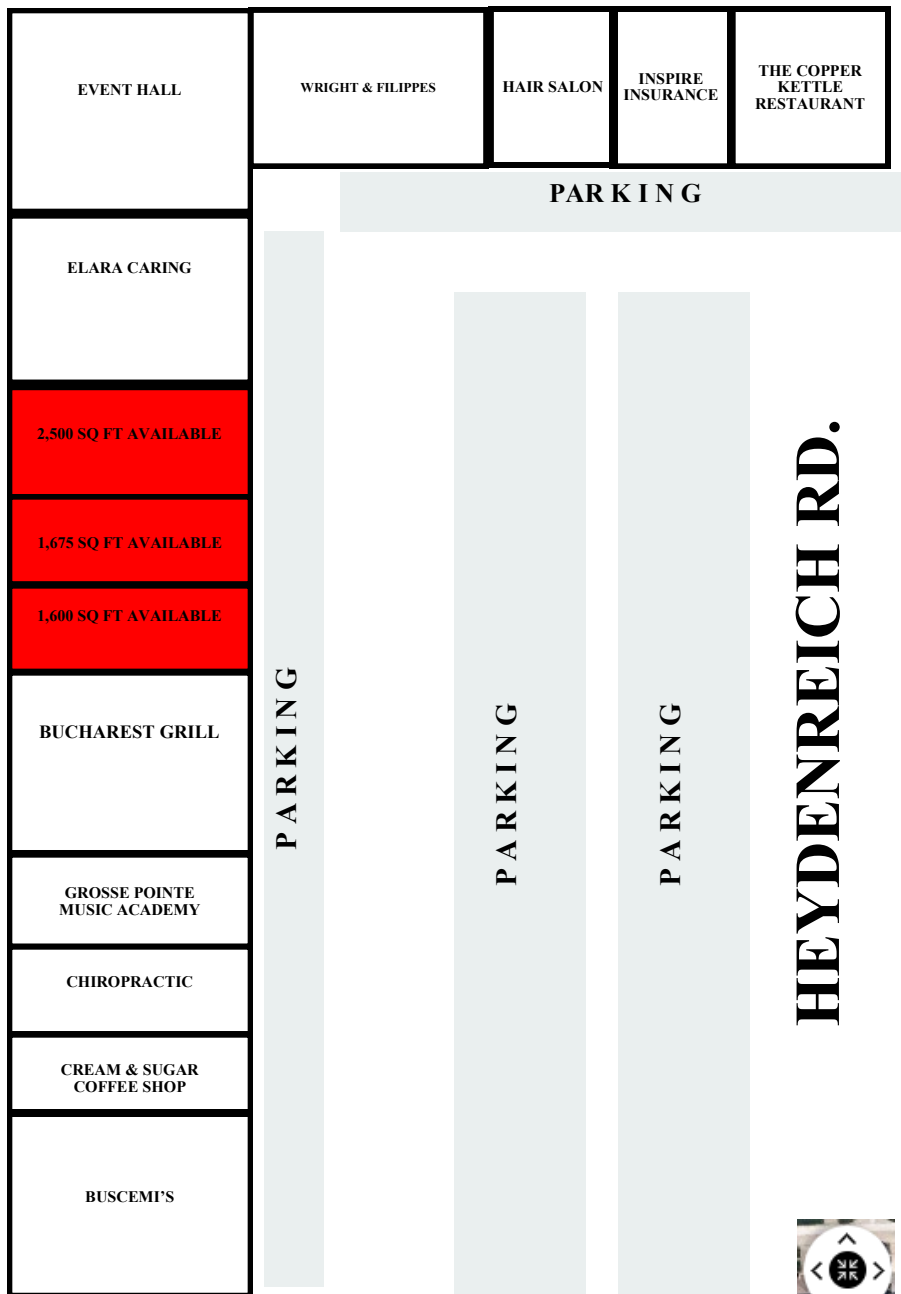 EVENT HALL
WRIGHT & FILIPPES
HAIR SALON
INSPIRE
INSURANCE
THE COPPER
KETTLE
RESTAURANT
PARKING
ELARA CARING
2,500 SQ FT AVAILABLE
1,675 SQ FT AVAILABLE
1,600 SQ FT AVAILABLE
BUCHAREST GRILL
GROSSE POINTE
MUSIC ACADEMY
CHIROPRACTIC
CREAM & SUGAR
COFFEE SHOP
BUSCEMI’S
PARKING
PARKING
PARKING
HEYDENREICH RD.